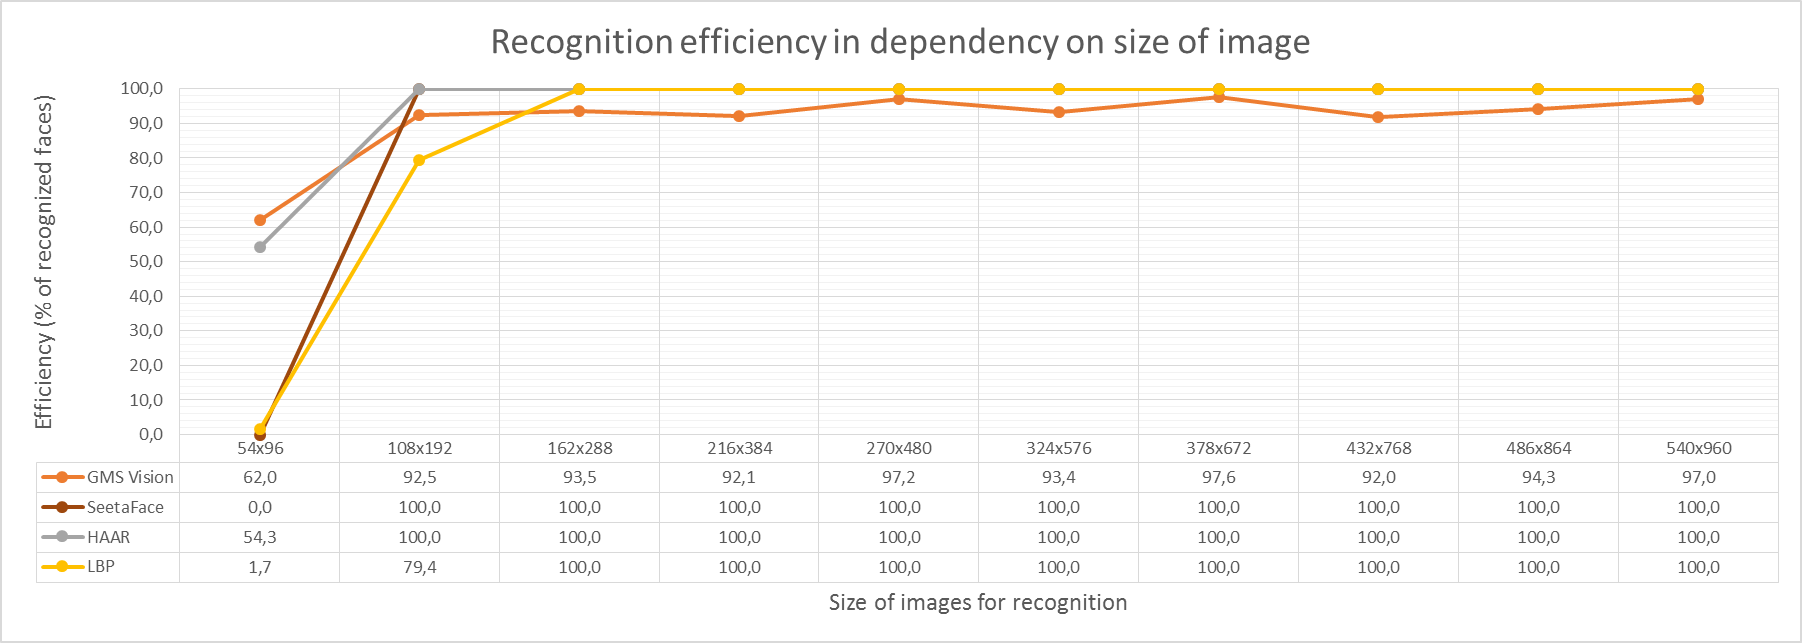 Recognition efficiency in dependency on size of image
Efficiency (% of recognized faces)
100,0
90,0
80,0
70,0
60,0
50,0
40,0
30,0
20,0
10,0
0,0
54x96 108x192 162x288 216x384 270x480 324x576 378x672 432x768 486x864 540x960
GMS Vision 62,0 92,5 93,5 92,1 97,2 93,4 97,6 92,0 94,3 97,0
SeetaFace 0,0 100,0 100,0 100,0 100,0 100,0 100,0 100,0 100,0 100,0
HAAR 54,3 100,0 100,0 100,0 100,0 100,0 100,0 100,0 100,0 100,0
LBP 1,7 79,4 100,0 100,0 100,0 100,0 100,0 100,0 100,0 100,0
Size of images for recognition